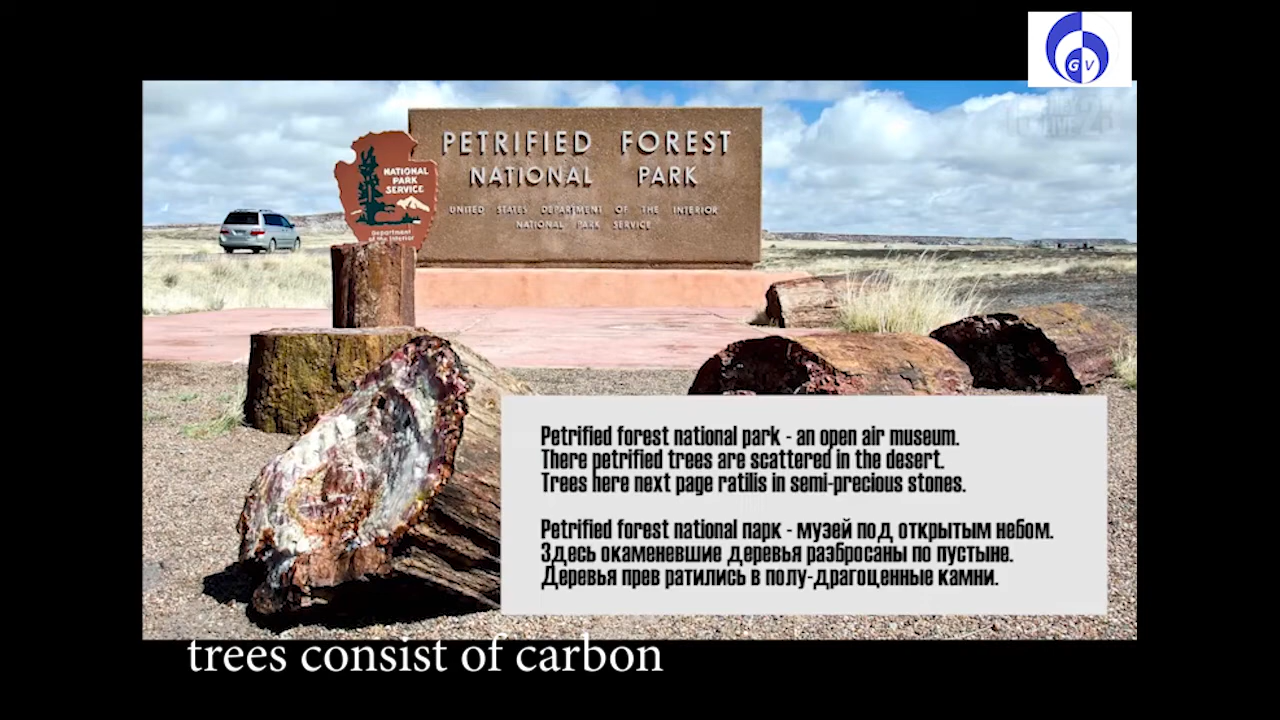 G V
PETRIFIED FOREST
NATIONAL PARK
UNITED STATES DEPARTMENT OF THE INTERIOR
NATIONAL PARK SERVICE
NATIONAL
PARK
SERVICE
Department
of the Interior
Petrified forest national park - an open air museum.
There petrified trees are scattered in the desert.
Trees here next page ratilis in semi-precious stones.
Petrified forest national парк - музей под открытым небом.
Здесь окаменевшие деревья разбросаны по пустыне.
Деревья прев ратились в полу-драгоценные камни.
trees consist of carbon